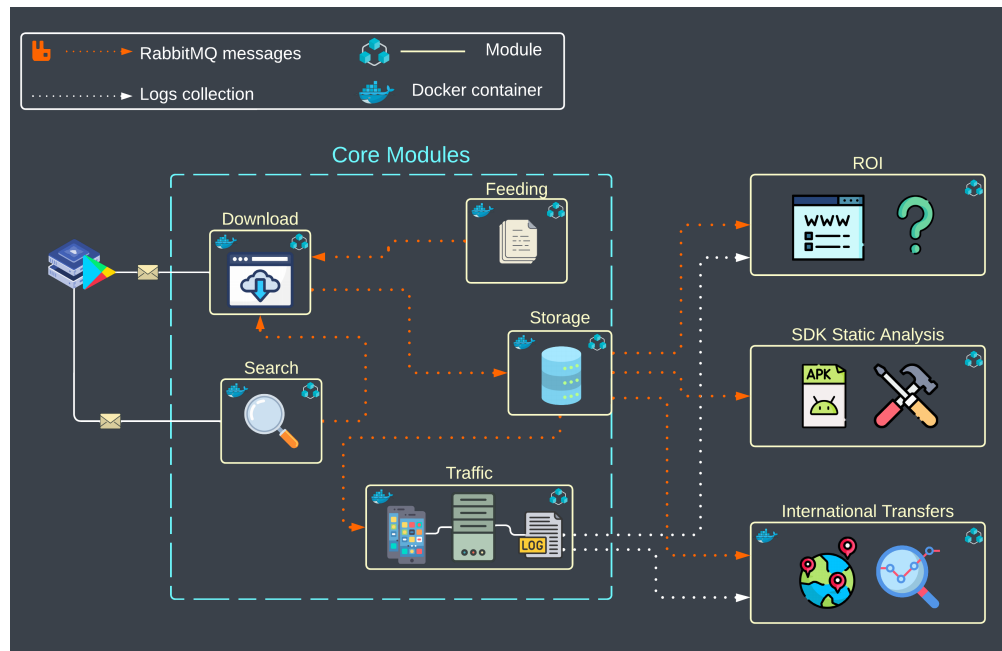 RabbitMQ messages
Module
Logs collection
Docker container
Core Modules
ROI
Feeding
Download
WWW
Storage
SDK Static Analysis
Search
APK
Traffic
International Transfers
LOG